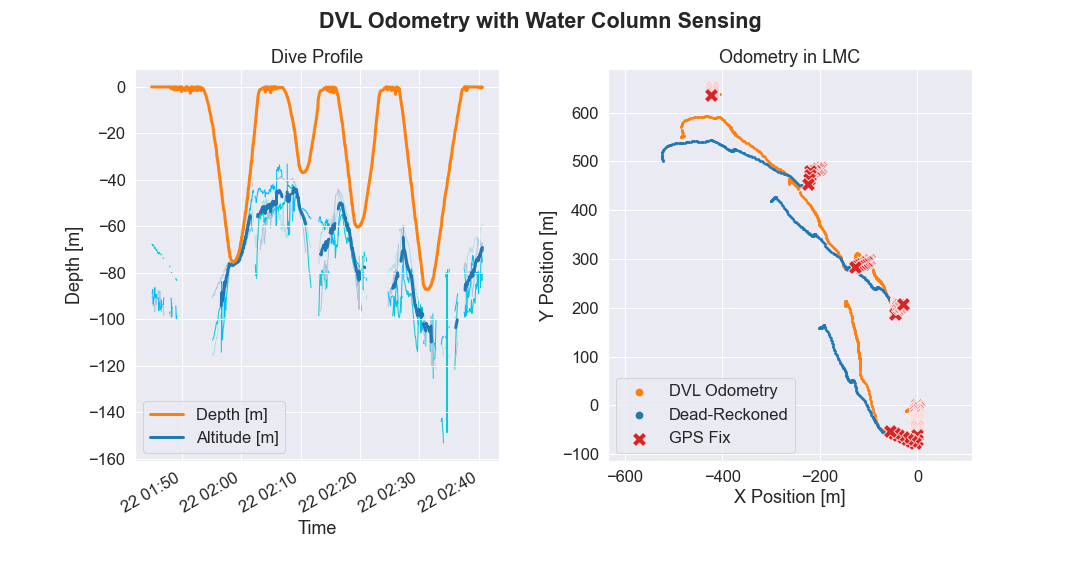 DVL Odometry with Water Column Sensing
Dive Profile
0
−20
−40
−60
−80
−100
−120
−140
−160
Depth [m]
Depth [m]
Altitude [m]
22 01:50
22 02:00
22 02:10
22 02:20
22 02:30
22 02:40
Time
Odometry in LMC
600
500
400
300
200
100
0
−100
Y Position [m]
DVL Odometry
Dead-Reckoned
GPS Fix
−600
−400
−200
0
X Position [m]